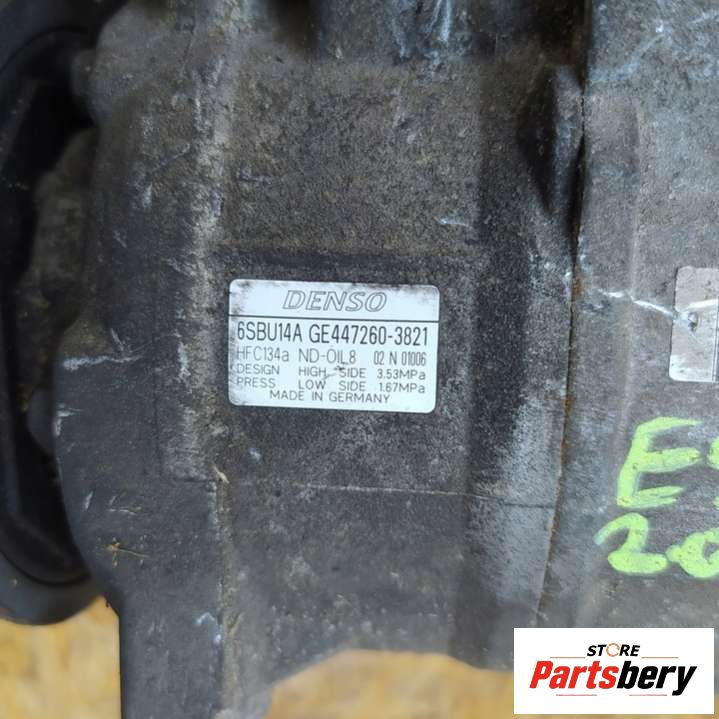 DENSO
6SBU14A GE447260-3821
HFC134a ND-OIL8 02 N 01006
DESIGN HIGH SIDE 3.53MPa
PRESS LOW SIDE 1.67MPa
MADE IN GERMANY
STORE
Partsbery